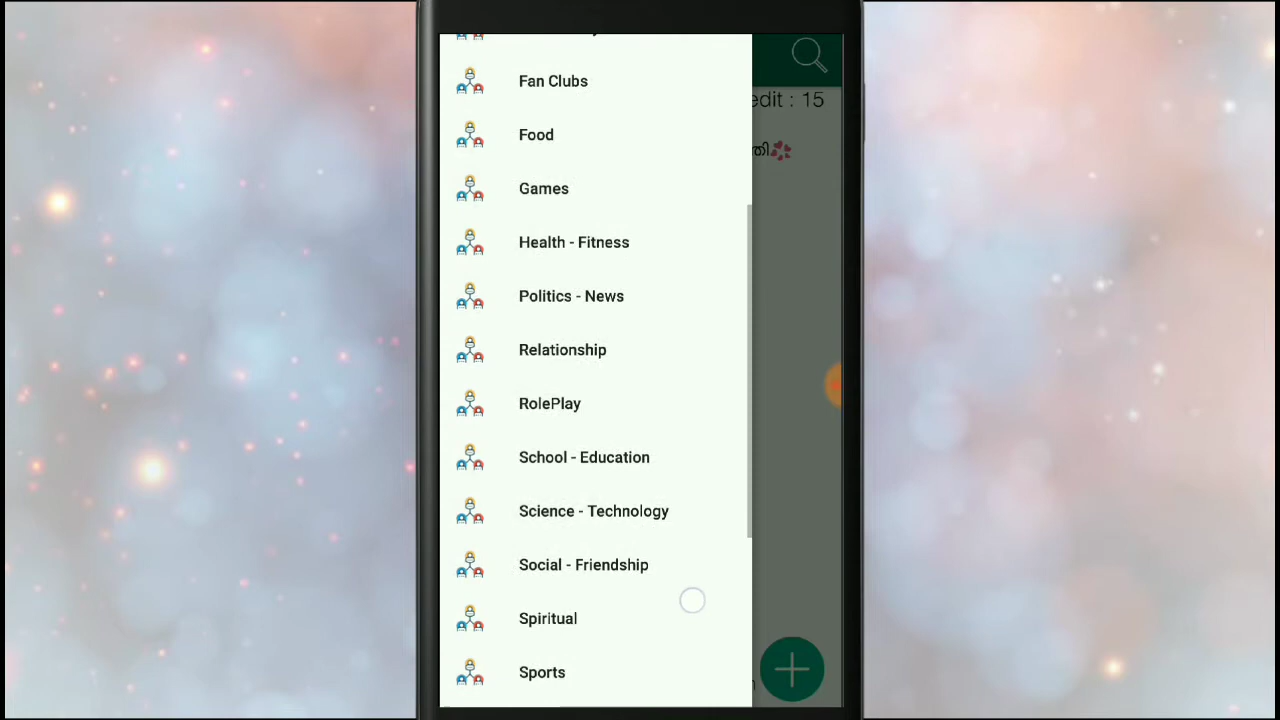 Fan Clubs
Food
Games
Health - Fitness
Politics - News
Relationship
RolePlay
School - Education
Science - Technology
Social - Friendship
Spiritual
Sports
edit : 15
തി💞